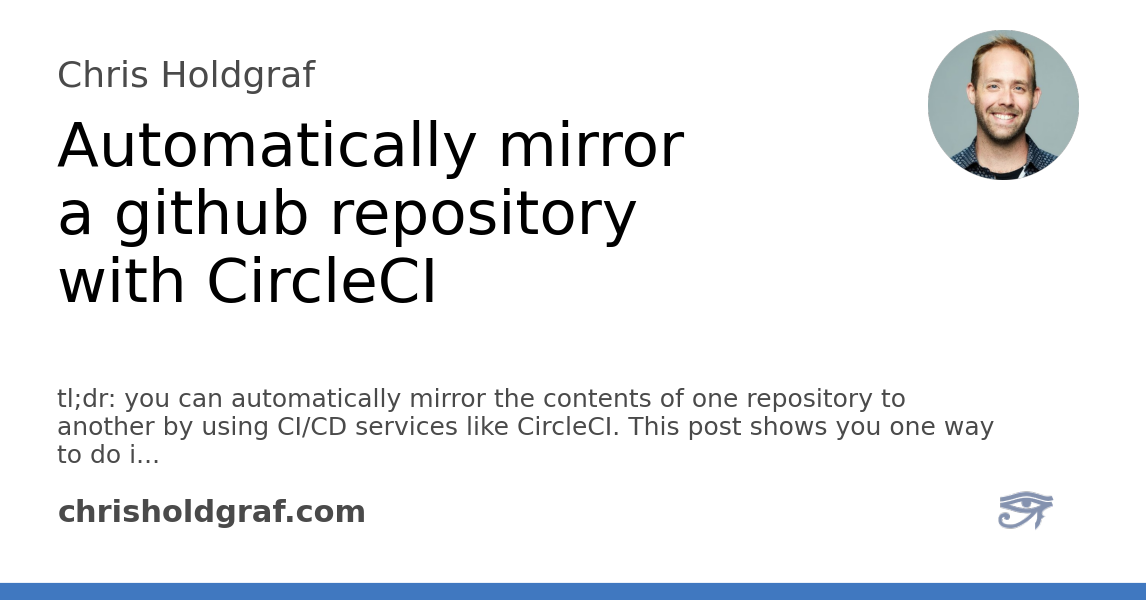 Chris Holdgraf
Automatically mirror
a github repository
with CircleCI
tl;dr: you can automatically mirror the contents of one repository to
another by using CI/CD services like CircleCI. This post shows you one way
to do i...
chrisholdgraf.com